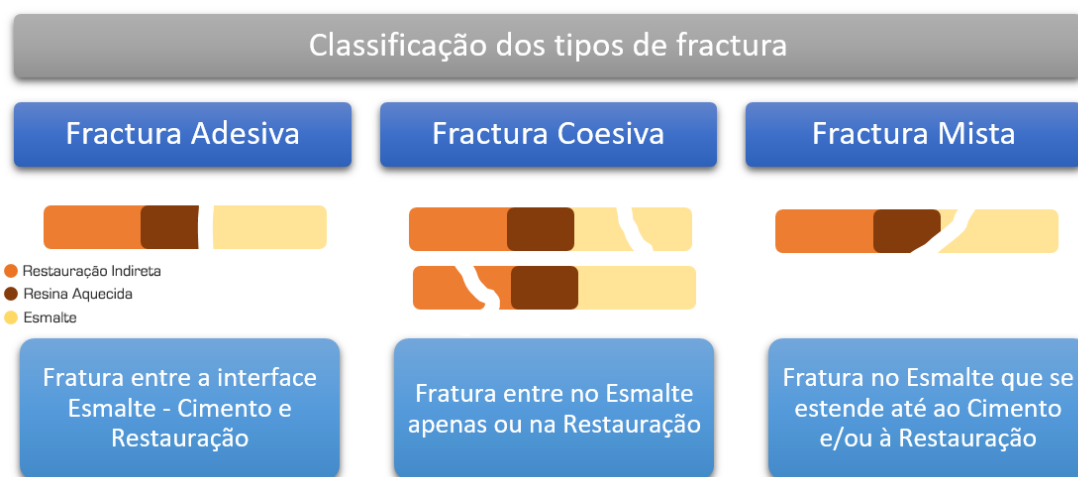 Classificação dos tipos de fractura
Fractura Adesiva
Fractura Coesiva
Fractura Mista
Restauração Indireta
Resina Aquecida
Esmalte
Fratura entre a interface
Esmalte - Cimento e
Restauração
Fratura entre no Esmalte
apenas ou na Restauração
Fratura no Esmalte que se
estende até ao Cimento
e/ou à Restauração